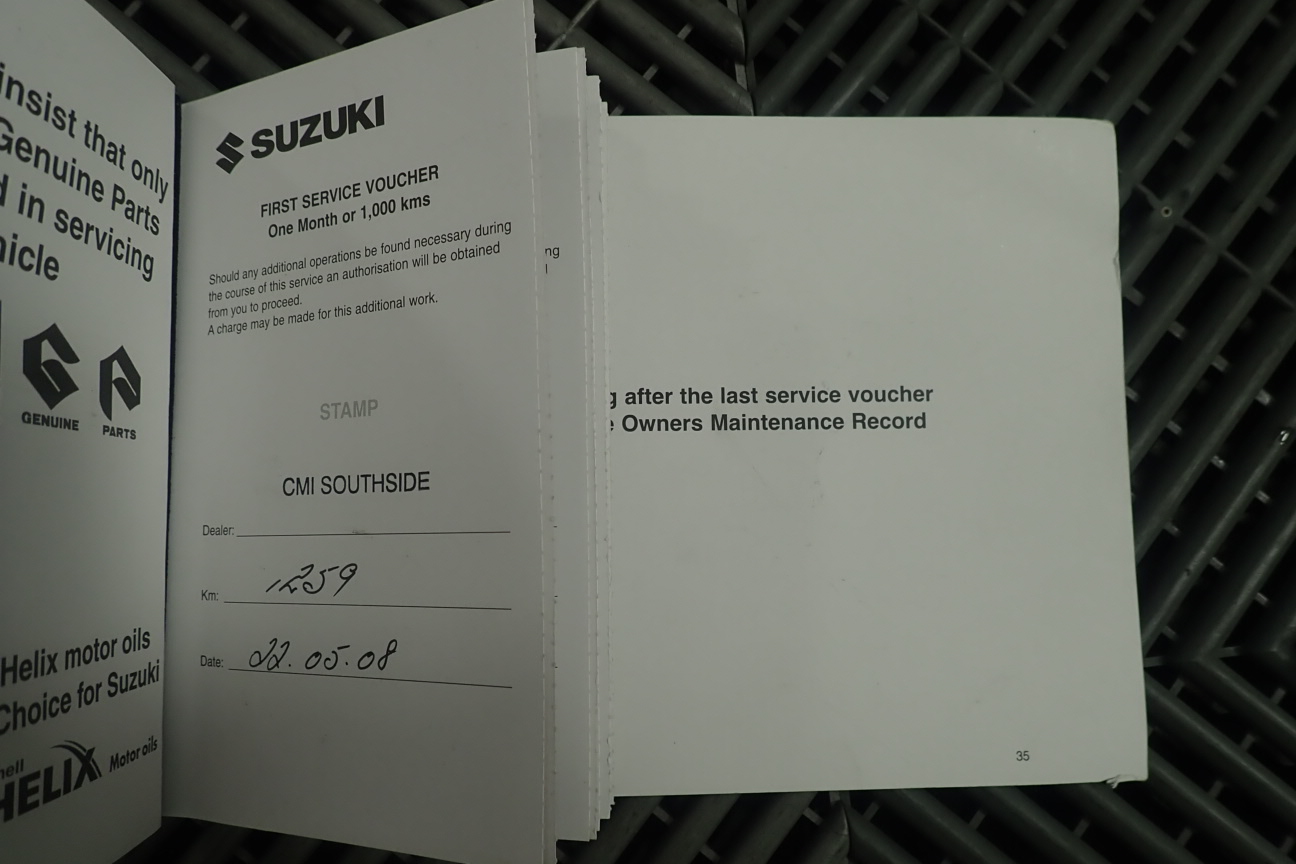 insist that only
Genuine Parts
in servicing
GENUINE
PARTS
Helix motor oils
Choice for Suzuki
HELIX Motor oils
SUZUKI
FIRST SERVICE VOUCHER
One Month or 1,000 kms
Should any additional operations be found necessary during
the course of this service an authorisation will be obtained
from you to proceed.
A charge may be made for this additional work.
STAMP
CMI SOUTHSIDE
Dealer:
Km: 1259
Date: 22.05.08
ng
after the last service voucher
Owners Maintenance Record
35